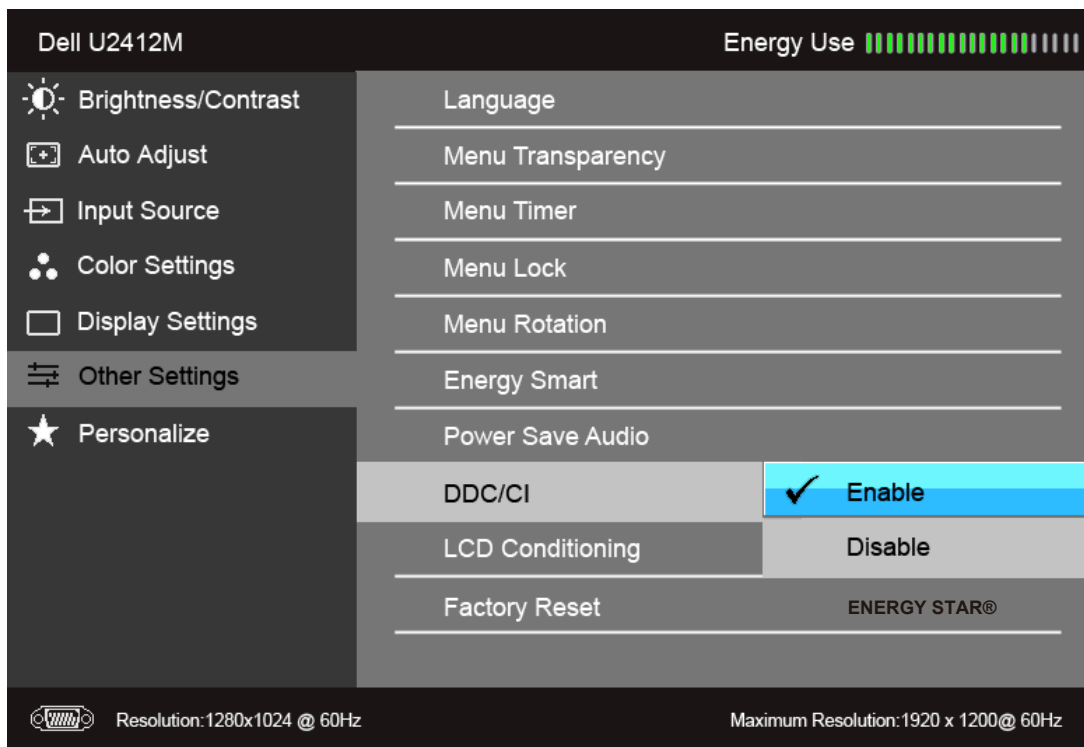 Dell U2412M
Energy Use
Brightness/Contrast
Auto Adjust
Input Source
Color Settings
Display Settings
Other Settings
Personalize
Language
Menu Transparency
Menu Timer
Menu Lock
Menu Rotation
Energy Smart
Power Save Audio
DDC/CI
Enable
Disable
LCD Conditioning
Factory Reset
ENERGY STAR®
Resolution:1280x1024 @ 60Hz
Maximum Resolution:1920 x 1200@ 60Hz